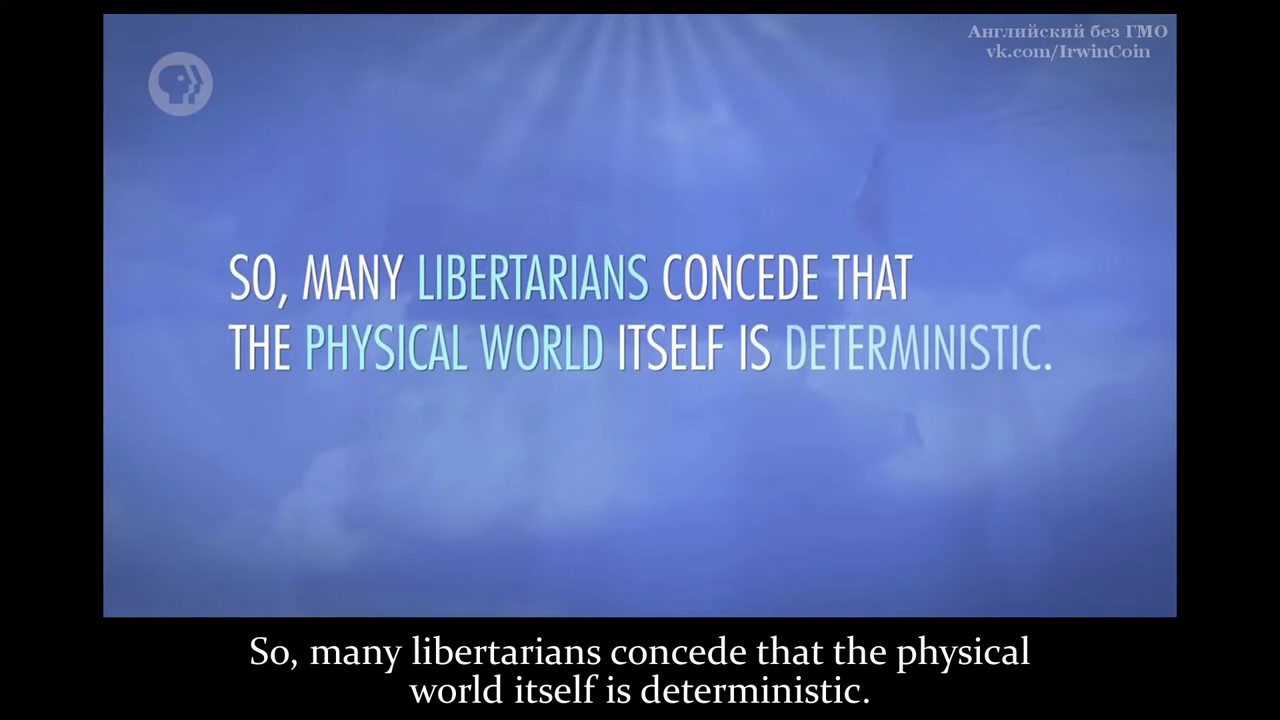 Английский без ГМО
vk.com/IrwinCoin
SO, MANY LIBERTARIANS CONCEDE THAT
THE PHYSICAL WORLD ITSELF IS DETERMINISTIC.
So, many libertarians concede that the physical
world itself is deterministic.